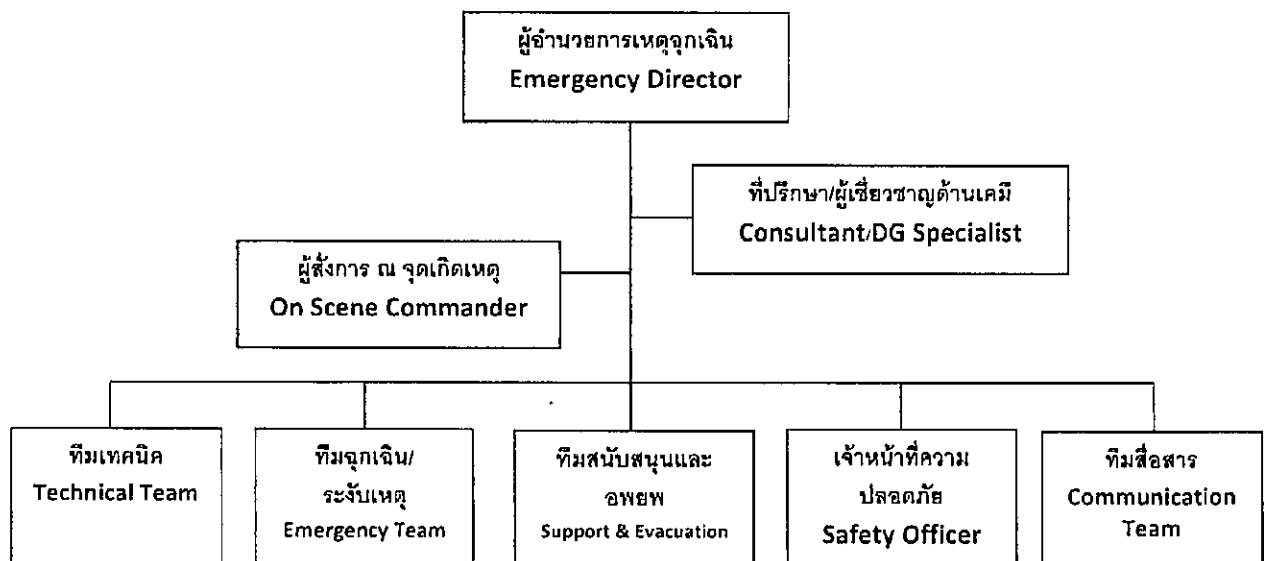 ผู้อำนวยการเหตุฉุกเฉิน
Emergency Director
ที่ปรึกษา/ผู้เชี่ยวชาญด้านเคมี
Consultant/DG Specialist
ผู้สั่งการ ณ จุดเกิดเหตุ
On Scene Commander
ทีมเทคนิค
Technical Team
ทีมฉุกเฉิน/
ระงับเหตุ
Emergency Team
ทีมสนับสนุนและ
อพยพ
Support & Evacuation
เจ้าหน้าที่ความ
ปลอดภัย
Safety Officer
ทีมสื่อสาร
Communication
Team